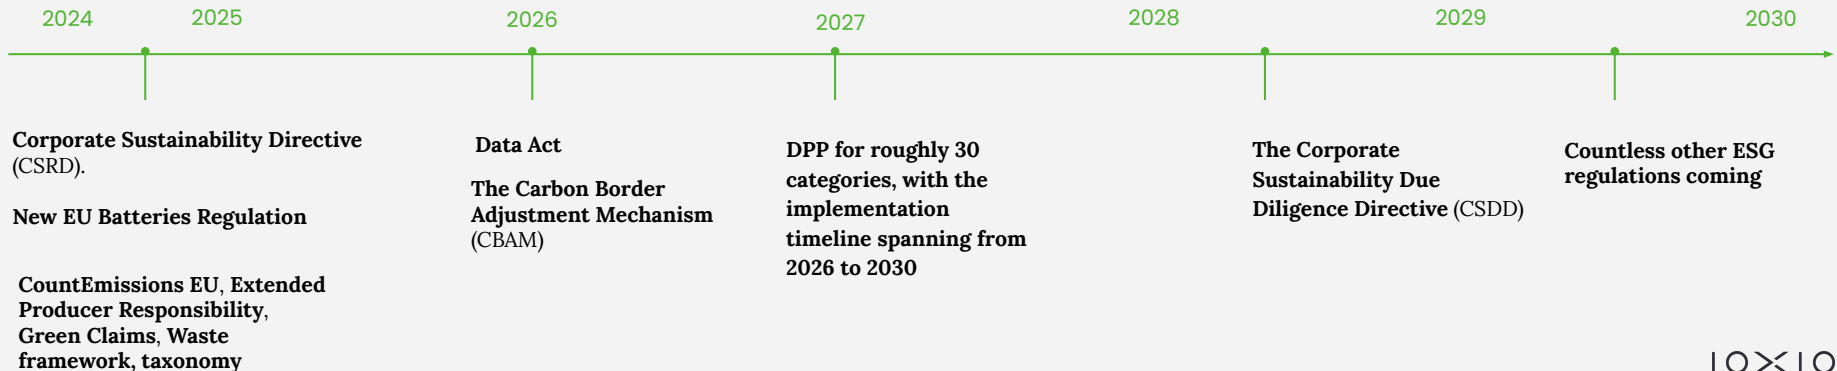 2024 2025 2026 2027 2028 2029 2030
Corporate Sustainability Directive
(CSRD).
New EU Batteries Regulation
CountEmissions EU, Extended
Producer Responsibility,
Green Claims, Waste
framework, taxonomy
Data Act
The Carbon Border
Adjustment Mechanism
(CBAM)
DPP for roughly 30
categories, with the
implementation
timeline spanning from
2026 to 2030
The Corporate
Sustainability Due
Diligence Directive (CSDD)
Countless other ESG
regulations coming
IOXIO